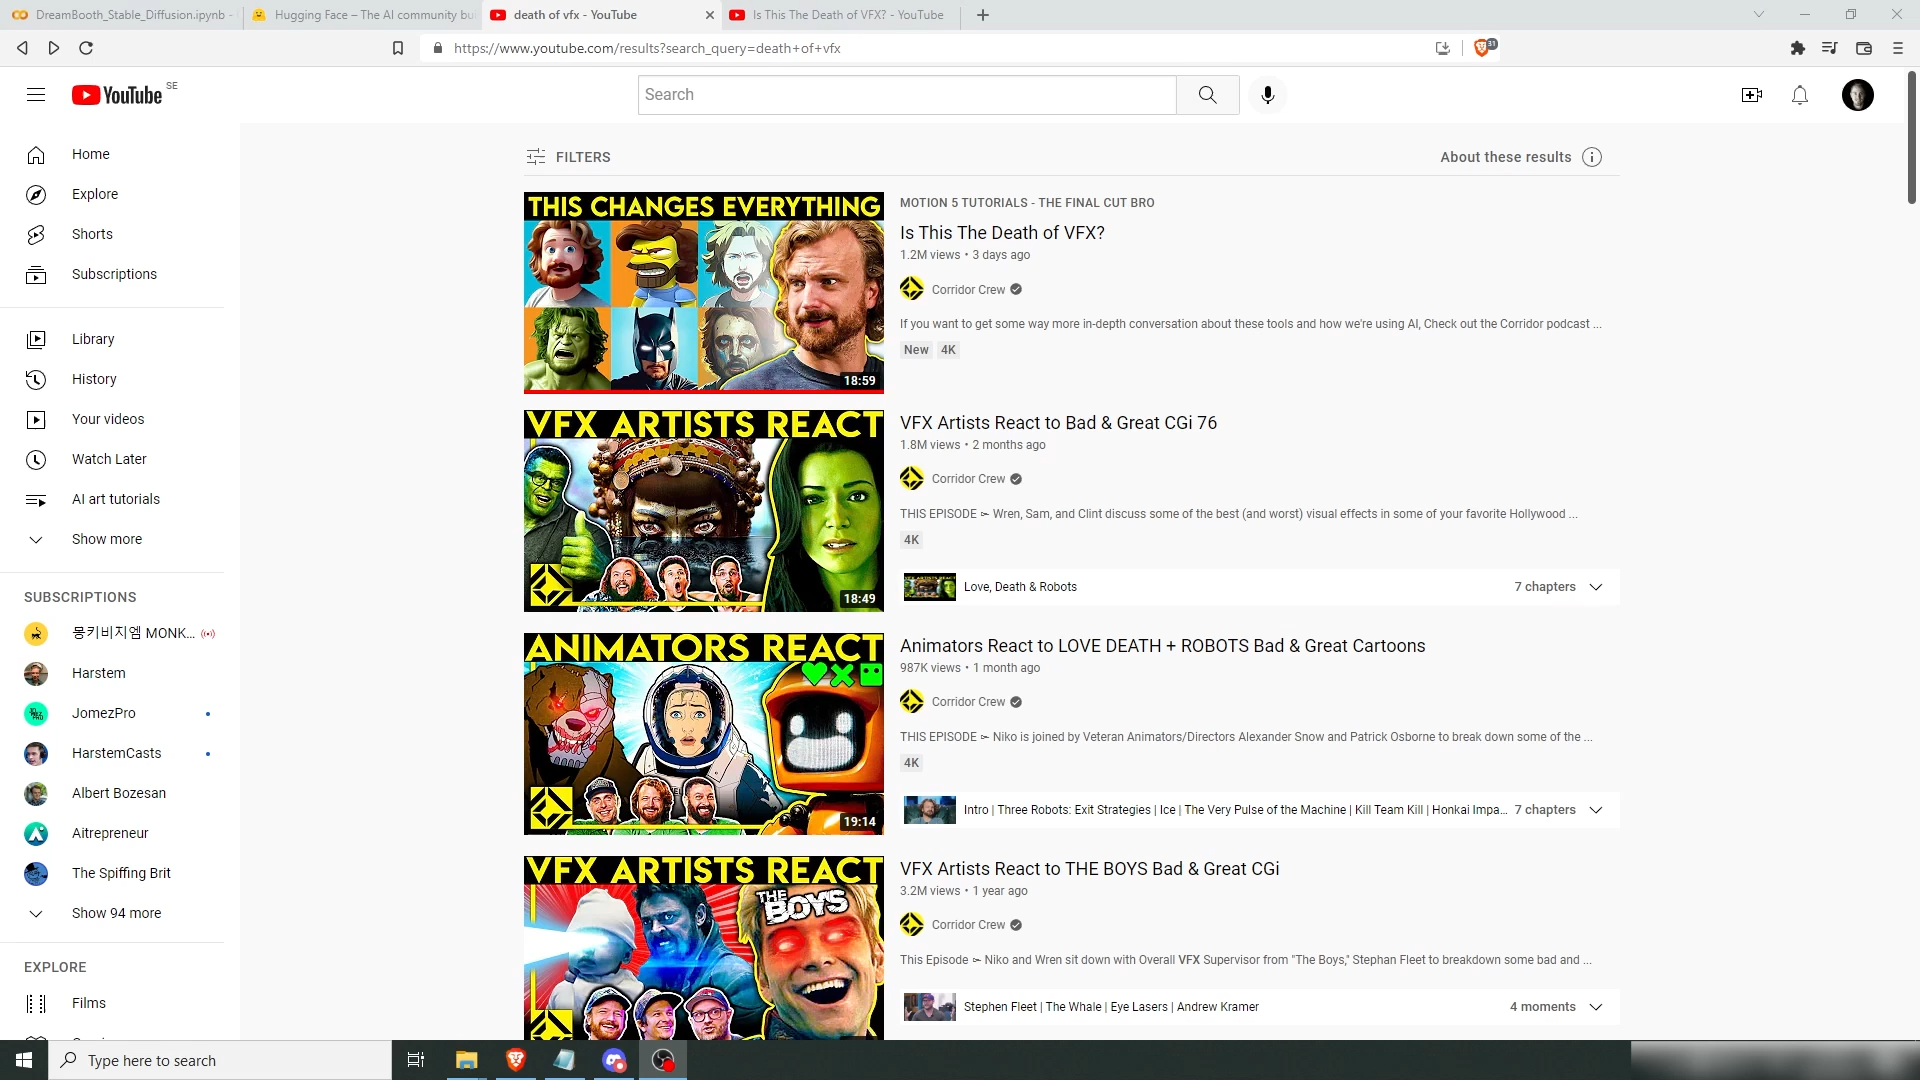 DreamBooth_Stable_Diffusion.ipynb -
Hugging Face – The AI community bu
death of vfx - YouTube
Is This The Death of VFX? - YouTube
https://www.youtube.com/results?search_query=death+of+vfx
31
YouTube SE
Search
Home
Explore
Shorts
Subscriptions
Library
History
Your videos
Watch Later
AI art tutorials
Show more
SUBSCRIPTIONS
몽키비지엠 MONK...
Harstem
JomezPro
HarstemCasts
Albert Bozesan
Aitrepreneur
The Spiffing Brit
Show 94 more
EXPLORE
Films
FILTERS
About these results
THIS CHANGES EVERYTHING
18:59
MOTION 5 TUTORIALS - THE FINAL CUT BRO
Is This The Death of VFX?
1.2M views • 3 days ago
Corridor Crew
If you want to get some way more in-depth conversation about these tools and how we're using AI, Check out the Corridor podcast ...
New 4K
VFX ARTISTS REACT
18:49
VFX Artists React to Bad & Great CGi 76
1.8M views • 2 months ago
Corridor Crew
THIS EPISODE ► Wren, Sam, and Clint discuss some of the best (and worst) visual effects in some of your favorite Hollywood ...
4K
Love, Death & Robots
7 chapters
ANIMATORS REACT
19:14
Animators React to LOVE DEATH + ROBOTS Bad & Great Cartoons
987K views • 1 month ago
Corridor Crew
THIS EPISODE ► Niko is joined by Veteran Animators/Directors Alexander Snow and Patrick Osborne to break down some of the ...
4K
Intro | Three Robots: Exit Strategies | Ice | The Very Pulse of the Machine | Kill Team Kill | Honkai Impa...
7 chapters
VFX ARTISTS REACT
THE BOYS
VFX Artists React to THE BOYS Bad & Great CGi
3.2M views • 1 year ago
Corridor Crew
This Episode ► Niko and Wren sit down with Overall VFX Supervisor from "The Boys," Stephan Fleet to breakdown some bad and ...
Stephen Fleet | The Whale | Eye Lasers | Andrew Kramer
4 moments
Type here to search